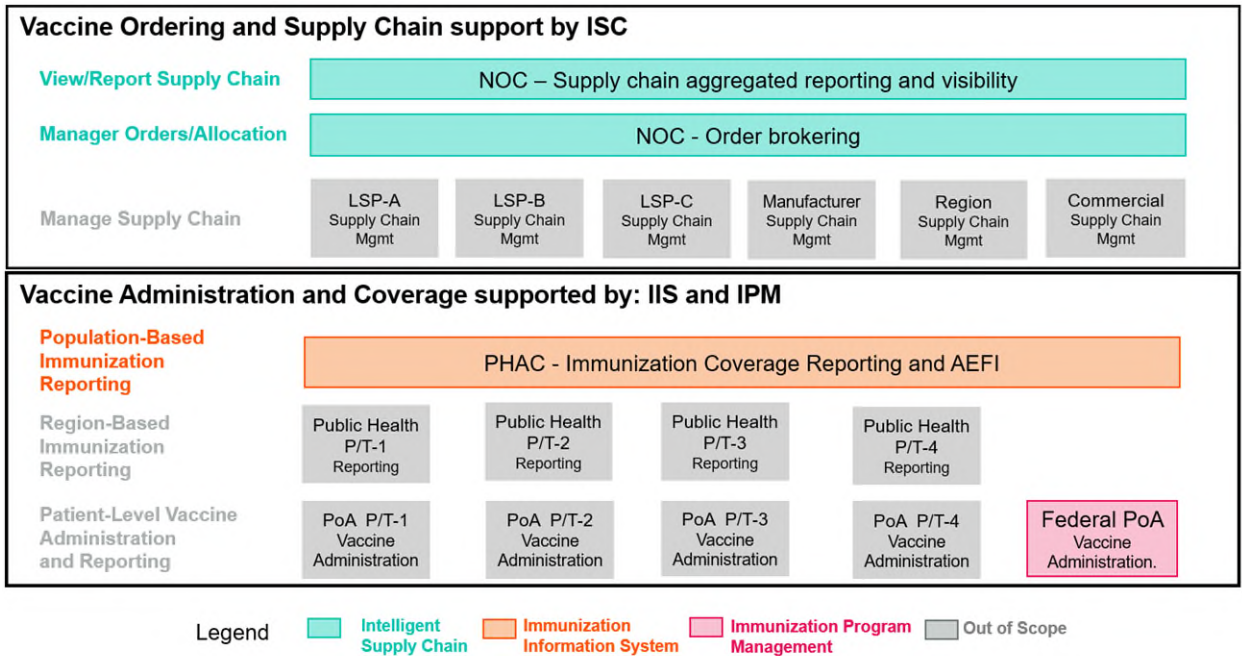 Vaccine Ordering and Supply Chain support by ISC
View/Report Supply Chain
NOC – Supply chain aggregated reporting and visibility
Manager Orders/Allocation
NOC - Order brokering
Manage Supply Chain
LSP-A
Supply Chain
Mgmt
LSP-B
Supply Chain
Mgmt
LSP-C
Supply Chain
Mgmt
Manufacturer
Supply Chain
Mgmt
Region
Supply Chain
Mgmt
Commercial
Supply Chain
Mgmt
Vaccine Administration and Coverage supported by: IIS and IPM
Population-Based
Immunization
Reporting
PHAC - Immunization Coverage Reporting and AEFI
Region-Based
Immunization
Reporting
Public Health
P/T-1
Reporting
Public Health
P/T-2
Reporting
Public Health
P/T-3
Reporting
Public Health
P/T-4
Reporting
Patient-Level Vaccine
Administration
and Reporting
PoA P/T-1
Vaccine
Administration
PoA P/T-2
Vaccine
Administration
PoA P/T-3
Vaccine
Administration
PoA P/T-4
Vaccine
Administration
Federal PoA
Vaccine
Administration.
Legend
Intelligent
Supply Chain
Immunization
Information System
Immunization Program
Management
Out of Scope